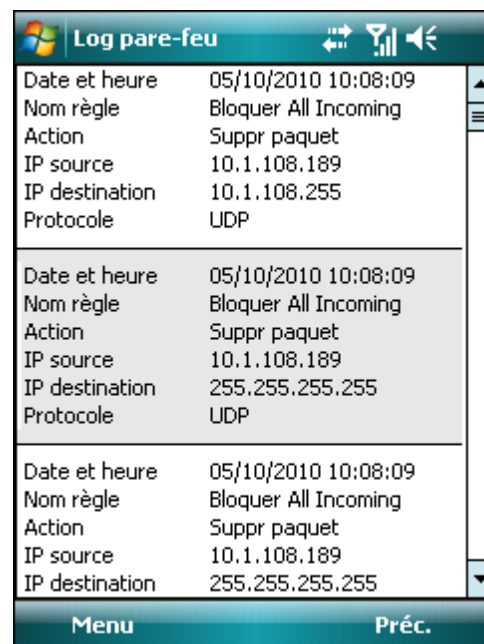 Log pare-feu
Date et heure 05/10/2010 10:08:09
Nom règle Bloquer All Incoming
Action Suppr paquet
IP source 10.1.108.189
IP destination 10.1.108.255
Protocole UDP
Date et heure 05/10/2010 10:08:09
Nom règle Bloquer All Incoming
Action Suppr paquet
IP source 10.1.108.189
IP destination 255.255.255.255
Protocole UDP
Date et heure 05/10/2010 10:08:09
Nom règle Bloquer All Incoming
Action Suppr paquet
IP source 10.1.108.189
IP destination 255.255.255.255
Menu Préc.